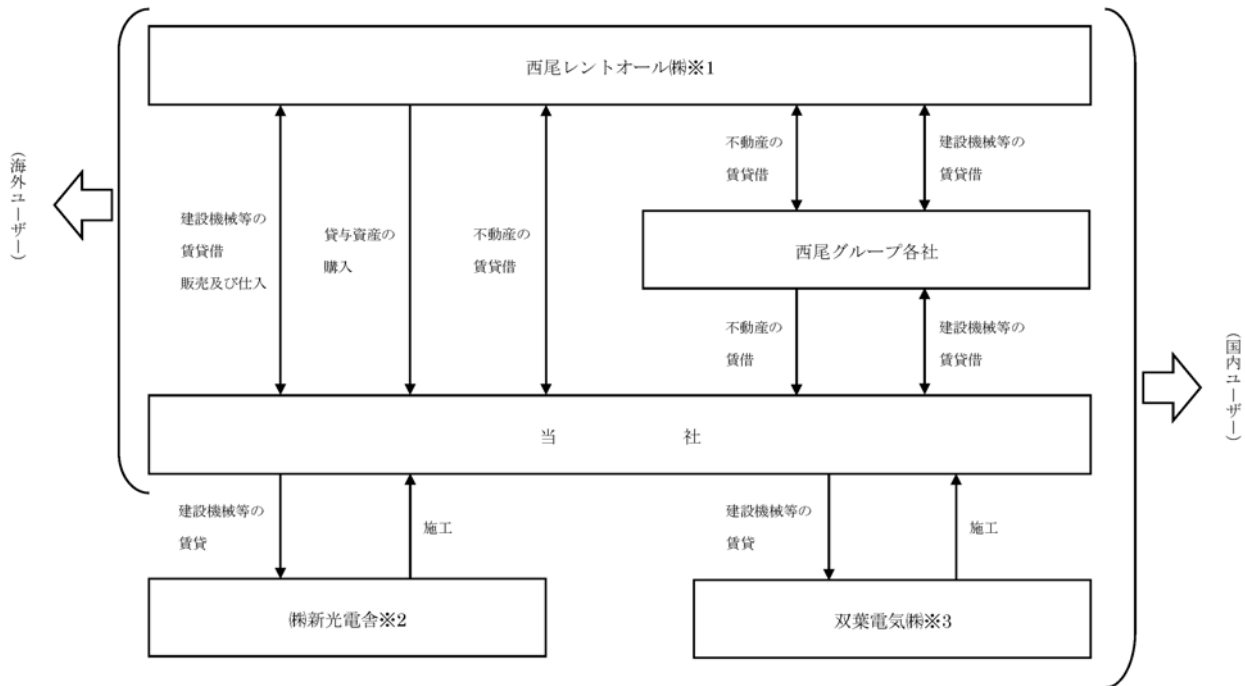 西尾レントオール㈱※1
(海外ユーザー)
建設機械等の
賃貸借
販売及び仕入
貸与資産の
購入
不動産の
賃貸借
不動産の
賃貸借
建設機械等の
賃貸借
西尾グループ各社
不動産の
賃借
建設機械等の
賃貸借
(国内ユーザー)
当　　　社
建設機械等の
賃貸
施工
建設機械等の
賃貸
施工
㈱新光電舎※2
双葉電気㈱※3